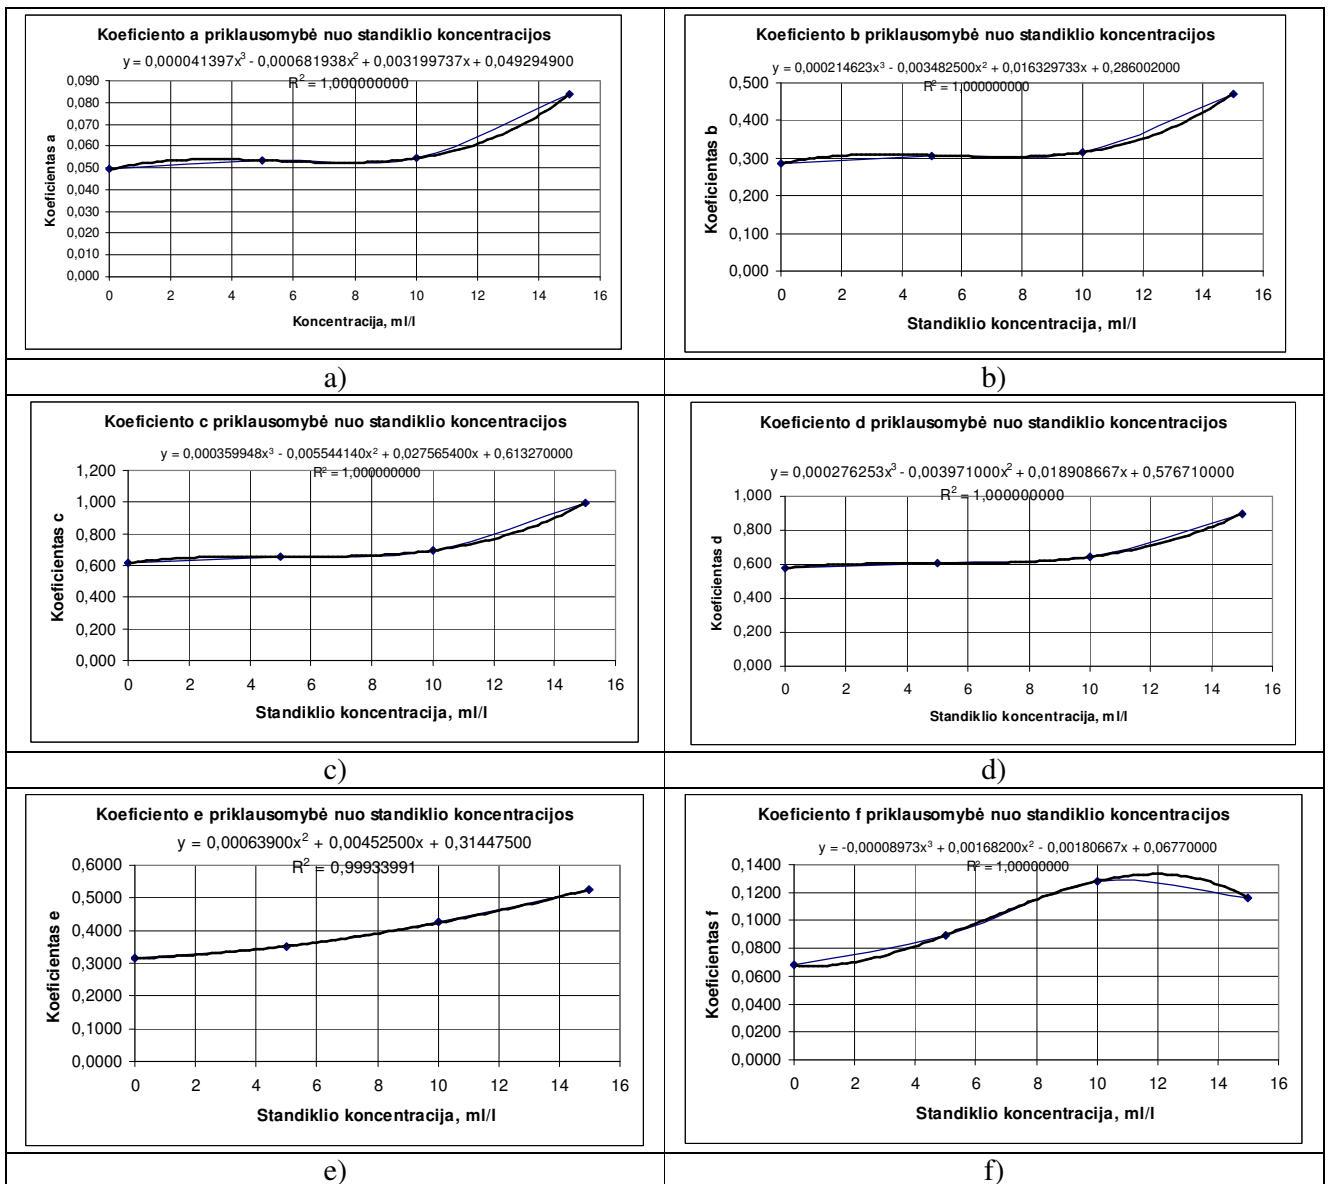 Koeficiento a priklausomybė nuo standiklio koncentracijos
y = 0,000041397x³ - 0,000681938x² + 0,003199737x + 0,049294900
R² = 1,000000000
0,090
0,080
0,070
0,060
0,050
0,040
0,030
0,020
0,010
0,000
Koeficientas a
0 2 4 6 8 10 12 14 16
Koncentracija, ml/l
a)
Koeficiento b priklausomybė nuo standiklio koncentracijos
y = 0,000214623x³ - 0,003482500x² + 0,016329733x + 0,286002000
R² = 1,000000000
0,500
0,400
0,300
0,200
0,100
0,000
Koeficientas b
0 2 4 6 8 10 12 14 16
Standiklio koncentracija, ml/l
b)
Koeficiento c priklausomybė nuo standiklio koncentracijos
y = 0,000359948x³ - 0,005544140x² + 0,027565400x + 0,613270000
R² = 1,000000000
1,200
1,000
0,800
0,600
0,400
0,200
0,000
Koeficientas c
0 2 4 6 8 10 12 14 16
Standiklio koncentracija, ml/l
c)
Koeficiento d priklausomybė nuo standiklio koncentracijos
y = 0,000276253x³ - 0,003971000x² + 0,018908667x + 0,576710000
R² = 1,000000000
1,000
0,800
0,600
0,400
0,200
0,000
Koeficientas d
0 2 4 6 8 10 12 14 16
Standiklio koncentracija, ml/l
d)
Koeficiento e priklausomybė nuo standiklio koncentracijos
y = 0,00063900x² + 0,00452500x + 0,31447500
R² = 0,99933991
0,6000
0,5000
0,4000
0,3000
0,2000
0,1000
0,0000
Koeficientas e
0 2 4 6 8 10 12 14 16
Standiklio koncentracija, ml/l
e)
Koeficiento f priklausomybė nuo standiklio koncentracijos
y = -0,00008973x³ + 0,00168200x² - 0,00180667x + 0,06770000
R² = 1,00000000
0,1400
0,1200
0,1000
0,0800
0,0600
0,0400
0,0200
0,0000
Koeficientas f
0 2 4 6 8 10 12 14 16
Standiklio koncentracija, ml/l
f)